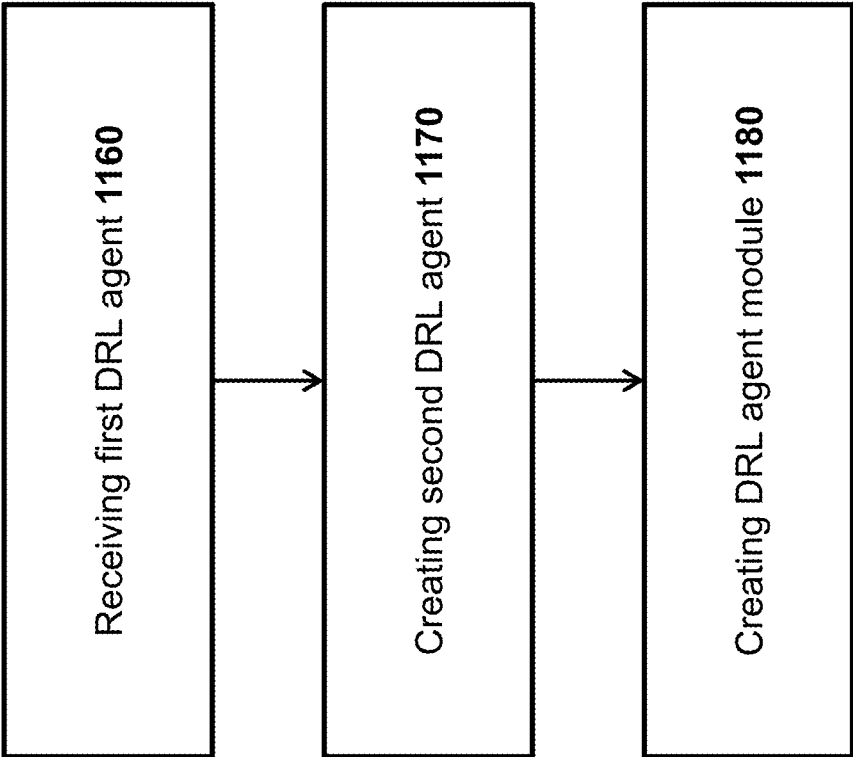 Receiving first DRL agent 1160
Creating second DRL agent 1170
Creating DRL agent module 1180